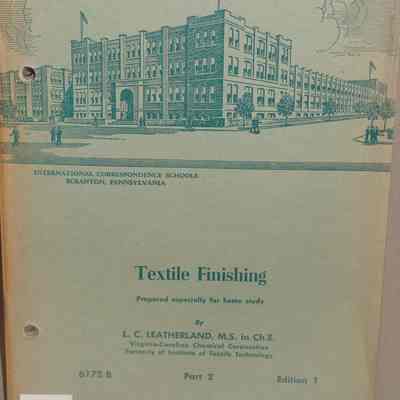 INTERNATIONAL CORRESPONDENCE SCHOOLS
SCRANTON, PENNSYLVANIA
Textile Finishing
Prepared especially for home study
By
L. C. LEATHERLAND, M.S. in Ch.E.
Virginia-Carolina Chemical Corporation
Formerly of Institute of Textile Technology
6175 B Part 2 Edition 1